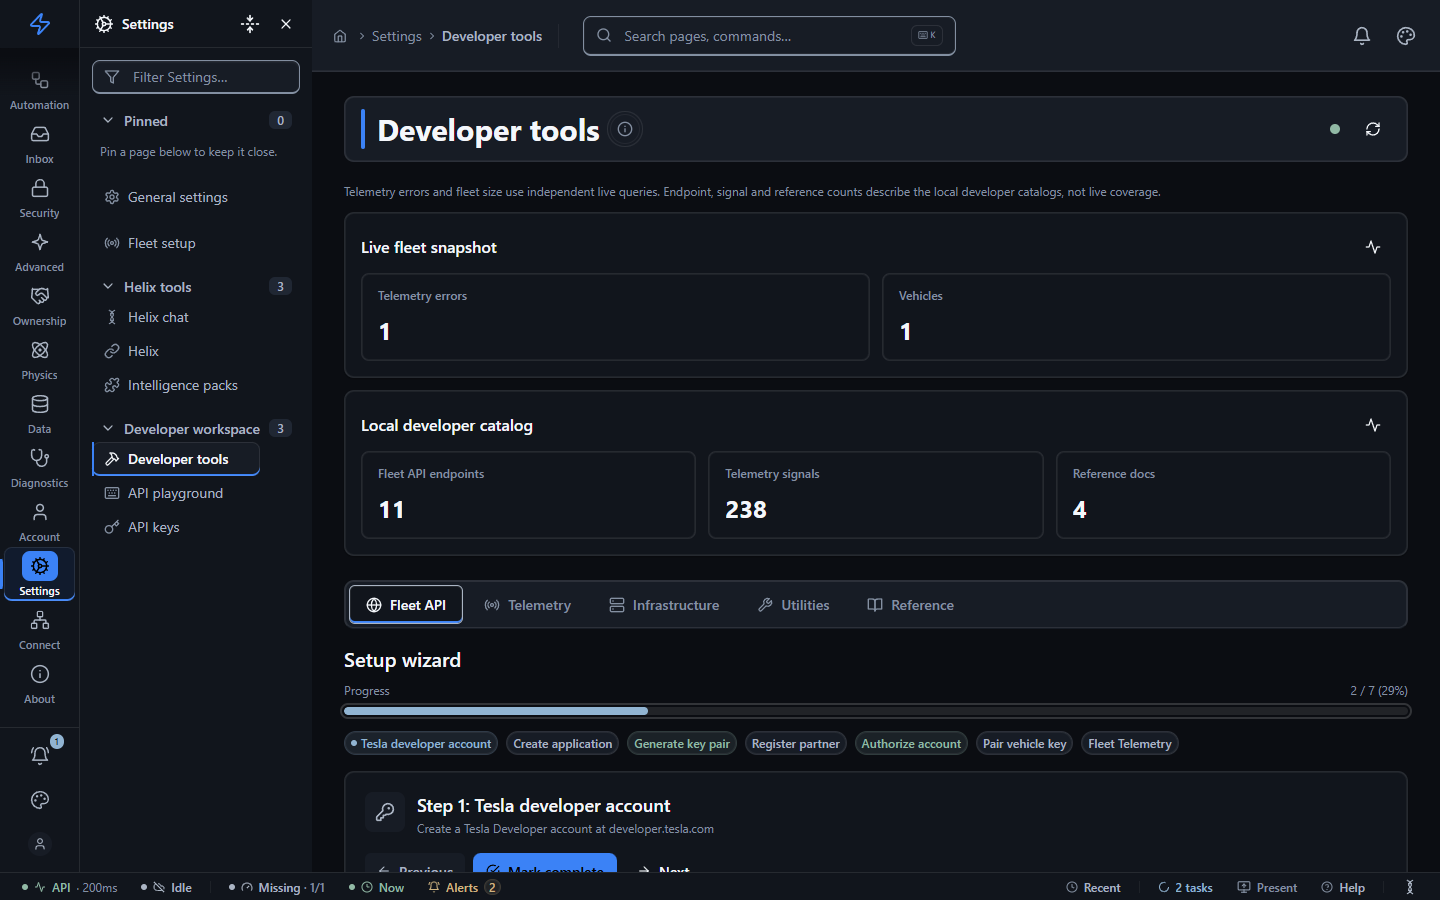 Settings
Settings
Developer tools
Search pages, commands...
K
Automation
Inbox
Security
Advanced
Ownership
Physics
Data
Diagnostics
Account
Settings
Connect
About
1
Filter Settings...
Pinned
0
Pin a page below to keep it close.
General settings
Fleet setup
Helix tools
3
Helix chat
Helix
Intelligence packs
Developer workspace
3
Developer tools
API playground
API keys
Developer tools
Telemetry errors and fleet size use independent live queries. Endpoint, signal and reference counts describe the local developer catalogs, not live coverage.
Live fleet snapshot
Telemetry errors
1
Vehicles
1
Local developer catalog
Fleet API endpoints
11
Telemetry signals
238
Reference docs
4
Fleet API
Telemetry
Infrastructure
Utilities
Reference
Setup wizard
Progress
2 / 7 (29%)
Tesla developer account
Create application
Generate key pair
Register partner
Authorize account
Pair vehicle key
Fleet Telemetry
Step 1: Tesla developer account
Create a Tesla Developer account at developer.tesla.com
Previous
Mark complete
Next
API · 200ms
Idle
Missing · 1/1
Now
Alerts 2
Recent
2 tasks
Present
Help